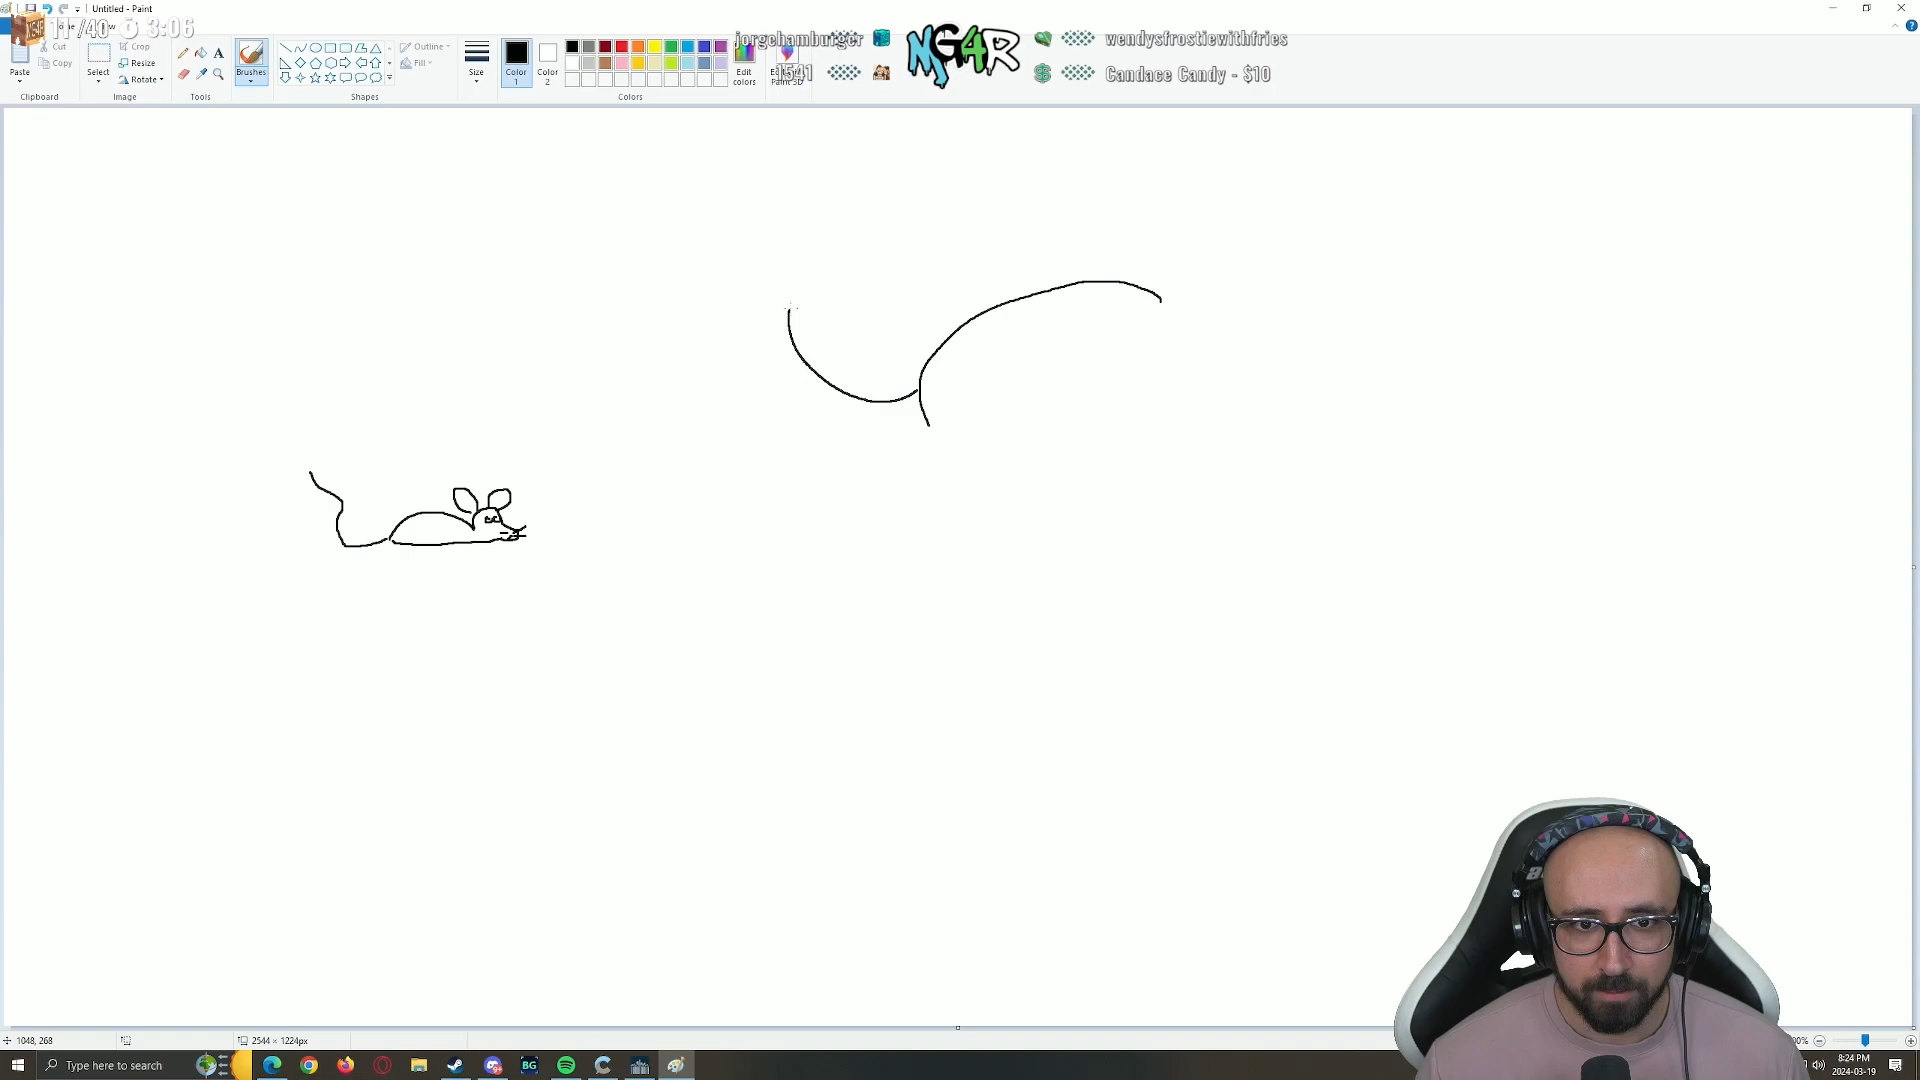 Untitled - Paint
11/40 3:06
jorgehamburger
wendysfrostiewithfries
1541
NG4R
Candace Candy - $10
Paste
Cut
Copy
Clipboard
Select
Crop
Resize
Rotate
Image
Tools
Brushes
Shapes
Outline
Fill
Size
Color 1
Color 2
Colors
Edit colors
1048, 268
2544 × 1224px
Type here to search
BG
8:24 PM
2024-03-19